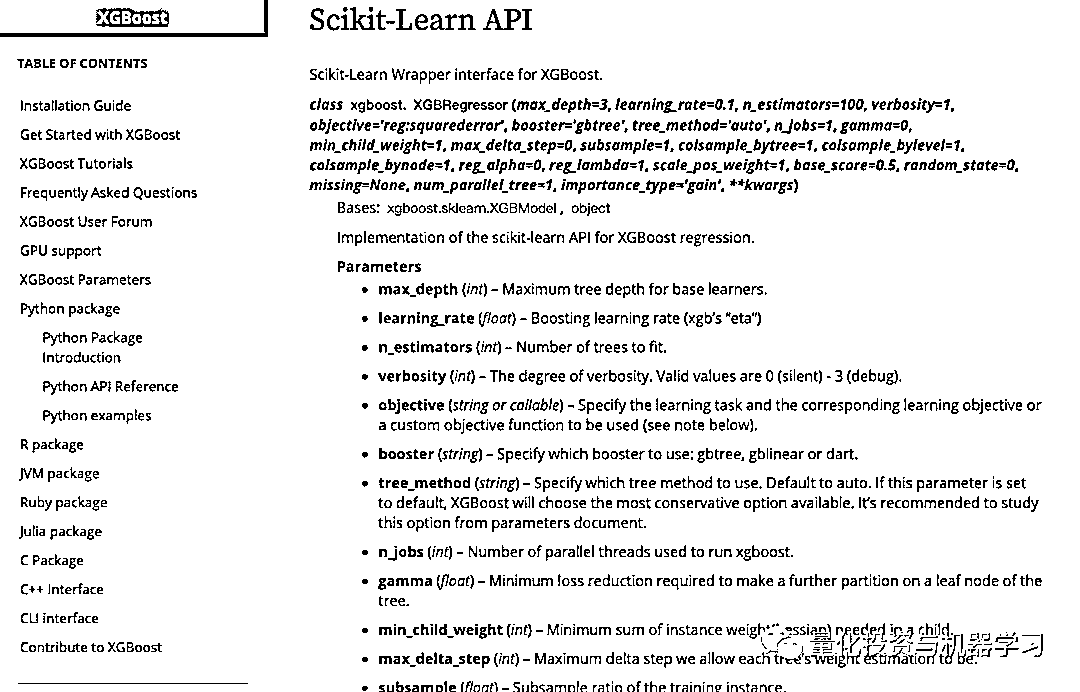 XGBoost
TABLE OF CONTENTS
Installation Guide
Get Started with XGBoost
XGBoost Tutorials
Frequently Asked Questions
XGBoost User Forum
GPU support
XGBoost Parameters
Python package
Python Package
Introduction
Python API Reference
Python examples
R package
JVM package
Ruby package
Julia package
C Package
C++ Interface
CLI interface
Contribute to XGBoost
Scikit-Learn API
Scikit-Learn Wrapper interface for XGBoost.
class xgboost. XGBRegressor (max_depth=3, learning_rate=0.1, n_estimators=100, verbosity=1,
objective='reg:squarederror', booster='gbtree', tree_method='auto', n_jobs=1, gamma=0,
min_child_weight=1, max_delta_step=0, subsample=1, colsample_bytree=1, colsample_bylevel=1,
colsample_bynode=1, reg_alpha=0, reg_lambda=1, scale_pos_weight=1, base_score=0.5, random_state=0,
missing=None, num_parallel_tree=1, importance_type='gain', **kwargs)
Bases: xgboost.sklearn.XGBModel, object
Implementation of the scikit-learn API for XGBoost regression.
Parameters
• max_depth (int) – Maximum tree depth for base learners.
• learning_rate (float) – Boosting learning rate (xgb's "eta")
• n_estimators (int) – Number of trees to fit.
• verbosity (int) – The degree of verbosity. Valid values are 0 (silent) - 3 (debug).
• objective (string or callable) – Specify the learning task and the corresponding learning objective or
a custom objective function to be used (see note below).
• booster (string) – Specify which booster to use: gbtree, gblinear or dart.
• tree_method (string) – Specify which tree method to use. Default to auto. If this parameter is set
to default, XGBoost will choose the most conservative option available. It's recommended to study
this option from parameters document.
• n_jobs (int) – Number of parallel threads used to run xgboost.
• gamma (float) – Minimum loss reduction required to make a further partition on a leaf node of the
tree.
• min_child_weight (int) – Minimum sum of instance weight needed in a child.
• max_delta_step (int) – Maximum delta step we allow each tree's weight estimation to be.
• subsample (float) – Subsample ratio of the training instance.
量化投资与机器学习